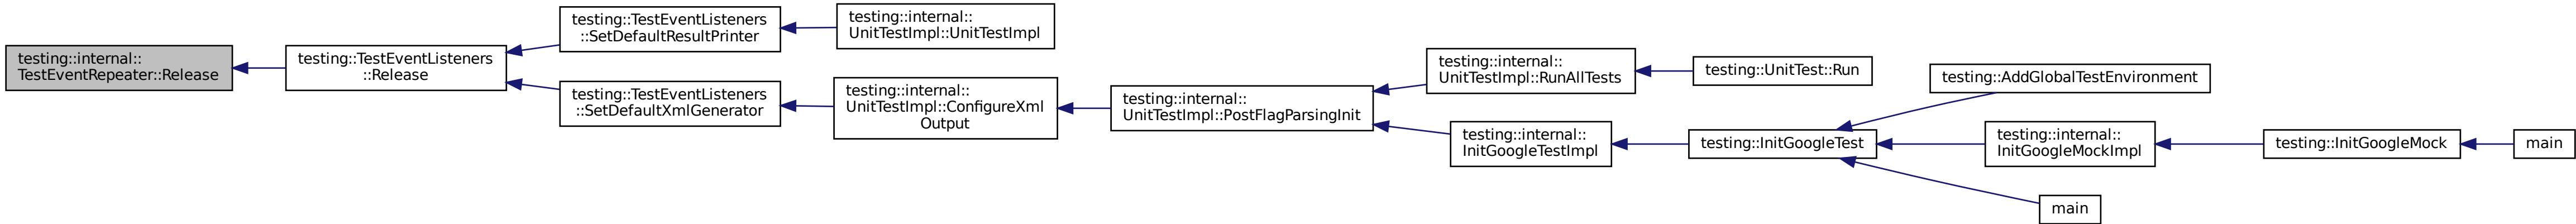 testing::internal::
TestEventRepeater::Release
testing::TestEventListeners
::Release
testing::TestEventListeners
::SetDefaultResultPrinter
testing::internal::
UnitTestImpl::UnitTestImpl
testing::TestEventListeners
::SetDefaultXmlGenerator
testing::internal::
UnitTestImpl::ConfigureXml
Output
testing::internal::
UnitTestImpl::PostFlagParsingInit
testing::internal::
UnitTestImpl::RunAllTests
testing::UnitTest::Run
testing::internal::
InitGoogleTestImpl
testing::InitGoogleTest
testing::AddGlobalTestEnvironment
testing::internal::
InitGoogleMockImpl
testing::InitGoogleMock
main
main